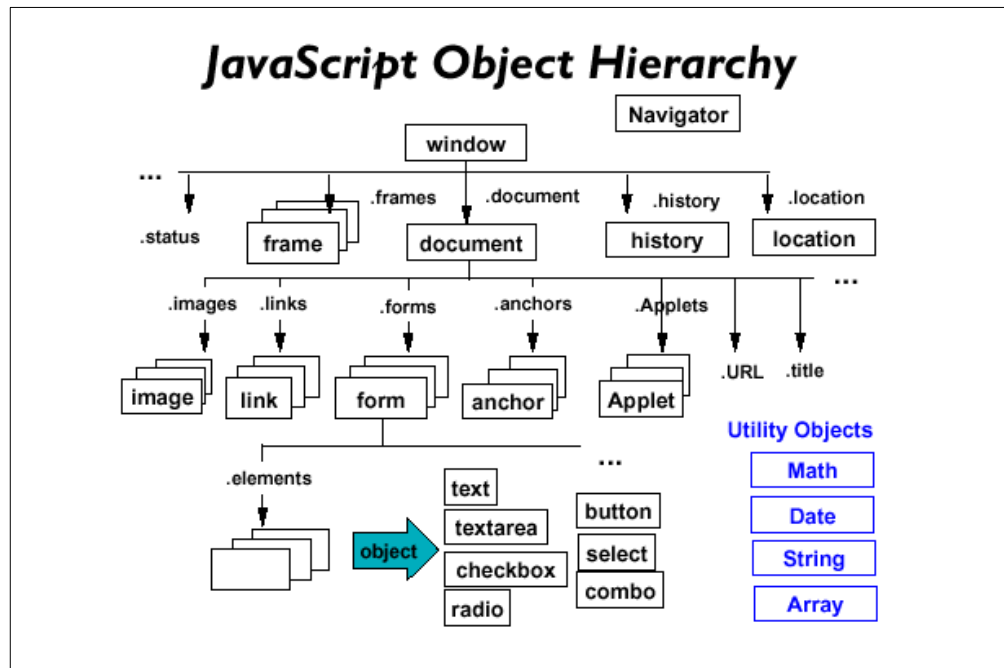 JavaScript Object Hierarchy
Navigator
window
...
.frames
.document
.history
.location
.status
frame
document
history
location
...
.images
.links
.forms
.anchors
.Applets
.URL
.title
image
link
form
anchor
Applet
Utility Objects
...
.elements
Math
text
button
Date
textarea
object
select
String
checkbox
combo
radio
Array